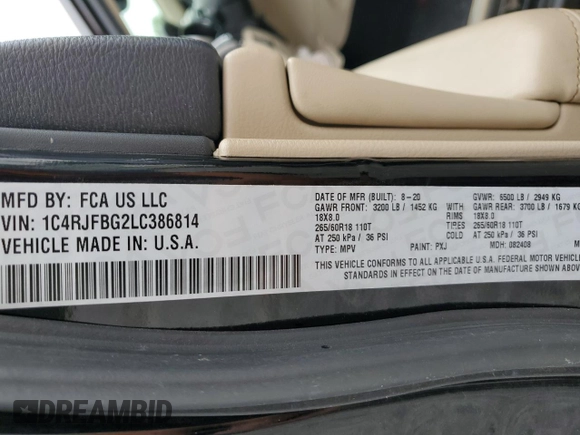 MFD BY: FCA US LLC
VIN: 1C4RJFBG2LC386814
VEHICLE MADE IN: U.S.A.
DATE OF MFR (BUILT): 8-20 GVWR: 6500 LB / 2949 KG
GAWR FRONT: 3200 LB / 1452 KG WITH GAWR REAR: 3700 LB / 1679 KG
18X8.0 RIMS 18X8.0
265/60R18 110T TIRES 265/60R18 110T
AT 250 kPa / 36 PSI AT 250 kPa / 36 PSI
TYPE: MPV PAINT: PXJ MDH: 082408
THIS VEHICLE CONFORMS TO ALL APPLICABLE U.S.A. FEDERAL MOTOR VEHICLE
STANDARDS IN EFFECT ON THE DATE OF MANUFACTURE SHOWN ABOVE
DREAMBID